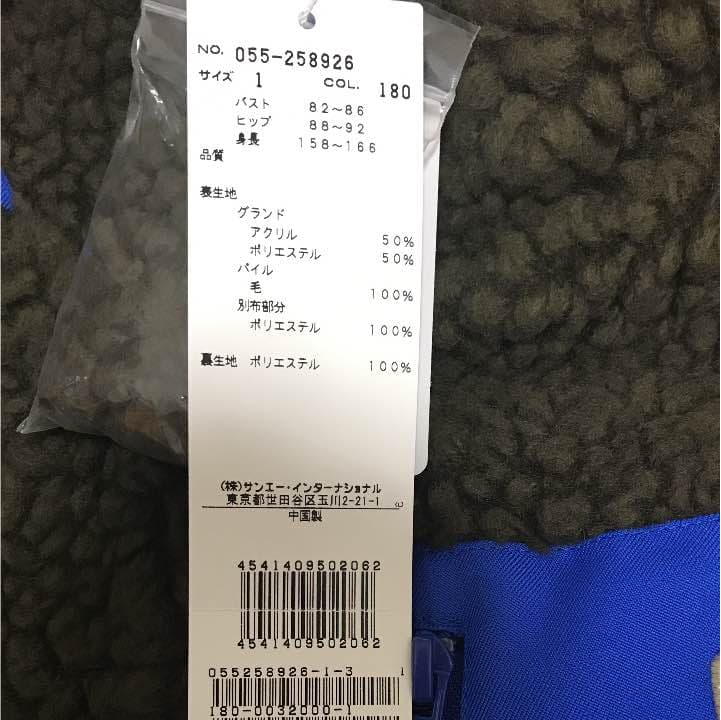 NO. 055-258926
サイズ 1 COL. 180
バスト 82～86
ヒップ 88～92
身長 158～166
品質
表生地
グランド
アクリル 50%
ポリエステル 50%
パイル
毛 100%
別布部分
ポリエステル 100%
裏生地 ポリエステル 100%
(株)サンエー・インターナショナル
東京都世田谷区玉川2-21-1
中国製
4541409502062
4541409502062
055258926-1-3 1
180-0032000-1